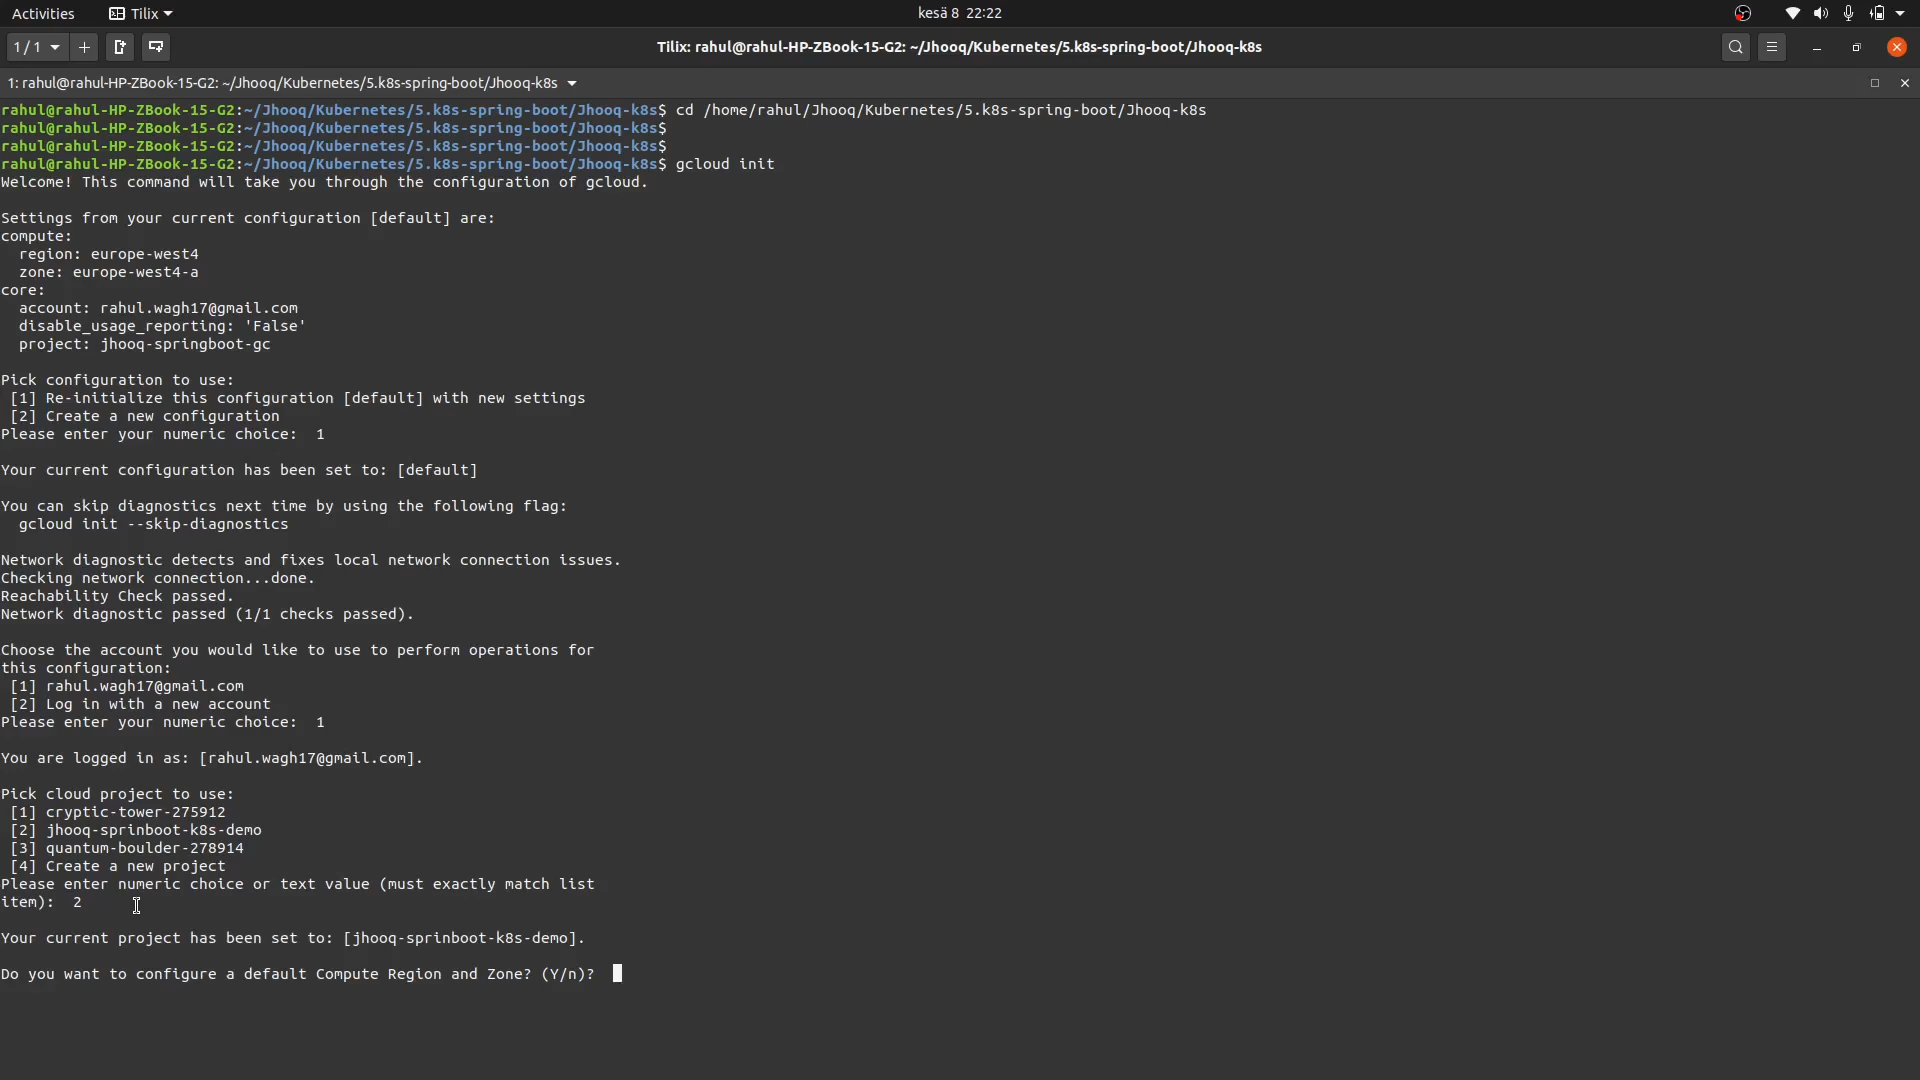 Activities Tilix kesä 8 22:22
1 / 1 Tilix: rahul@rahul-HP-ZBook-15-G2: ~/Jhooq/Kubernetes/5.k8s-spring-boot/Jhooq-k8s
1: rahul@rahul-HP-ZBook-15-G2: ~/Jhooq/Kubernetes/5.k8s-spring-boot/Jhooq-k8s
rahul@rahul-HP-ZBook-15-G2:~/Jhooq/Kubernetes/5.k8s-spring-boot/Jhooq-k8s$ cd /home/rahul/Jhooq/Kubernetes/5.k8s-spring-boot/Jhooq-k8s
rahul@rahul-HP-ZBook-15-G2:~/Jhooq/Kubernetes/5.k8s-spring-boot/Jhooq-k8s$
rahul@rahul-HP-ZBook-15-G2:~/Jhooq/Kubernetes/5.k8s-spring-boot/Jhooq-k8s$
rahul@rahul-HP-ZBook-15-G2:~/Jhooq/Kubernetes/5.k8s-spring-boot/Jhooq-k8s$ gcloud init
Welcome! This command will take you through the configuration of gcloud.
Settings from your current configuration [default] are:
compute:
region: europe-west4
zone: europe-west4-a
core:
account: rahul.wagh17@gmail.com
disable_usage_reporting: 'False'
project: jhooq-springboot-gc
Pick configuration to use:
[1] Re-initialize this configuration [default] with new settings
[2] Create a new configuration
Please enter your numeric choice: 1
Your current configuration has been set to: [default]
You can skip diagnostics next time by using the following flag:
gcloud init --skip-diagnostics
Network diagnostic detects and fixes local network connection issues.
Checking network connection...done.
Reachability Check passed.
Network diagnostic passed (1/1 checks passed).
Choose the account you would like to use to perform operations for
this configuration:
[1] rahul.wagh17@gmail.com
[2] Log in with a new account
Please enter your numeric choice: 1
You are logged in as: [rahul.wagh17@gmail.com].
Pick cloud project to use:
[1] cryptic-tower-275912
[2] jhooq-sprinboot-k8s-demo
[3] quantum-boulder-278914
[4] Create a new project
Please enter numeric choice or text value (must exactly match list
item): 2
Your current project has been set to: [jhooq-sprinboot-k8s-demo].
Do you want to configure a default Compute Region and Zone? (Y/n)?